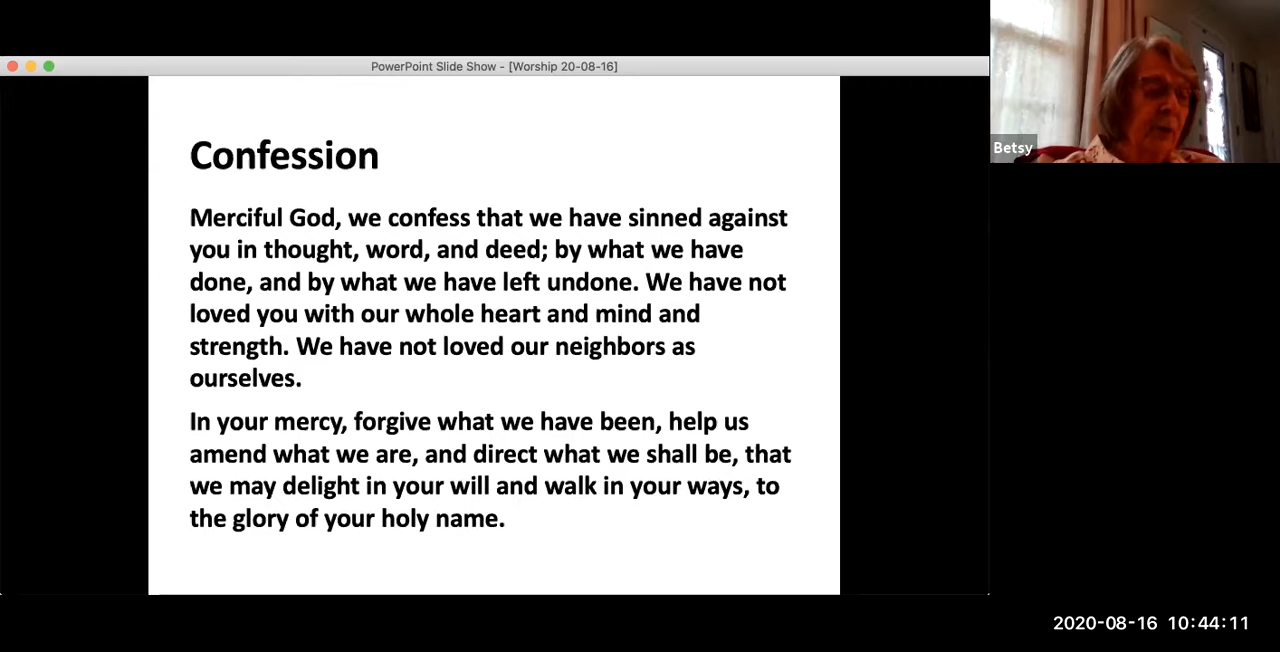 PowerPoint Slide Show - [Worship 20-08-16]
Betsy
Confession
Merciful God, we confess that we have sinned against
you in thought, word, and deed; by what we have
done, and by what we have left undone. We have not
loved you with our whole heart and mind and
strength. We have not loved our neighbors as
ourselves.
In your mercy, forgive what we have been, help us
amend what we are, and direct what we shall be, that
we may delight in your will and walk in your ways, to
the glory of your holy name.
2020-08-16 10:44:11